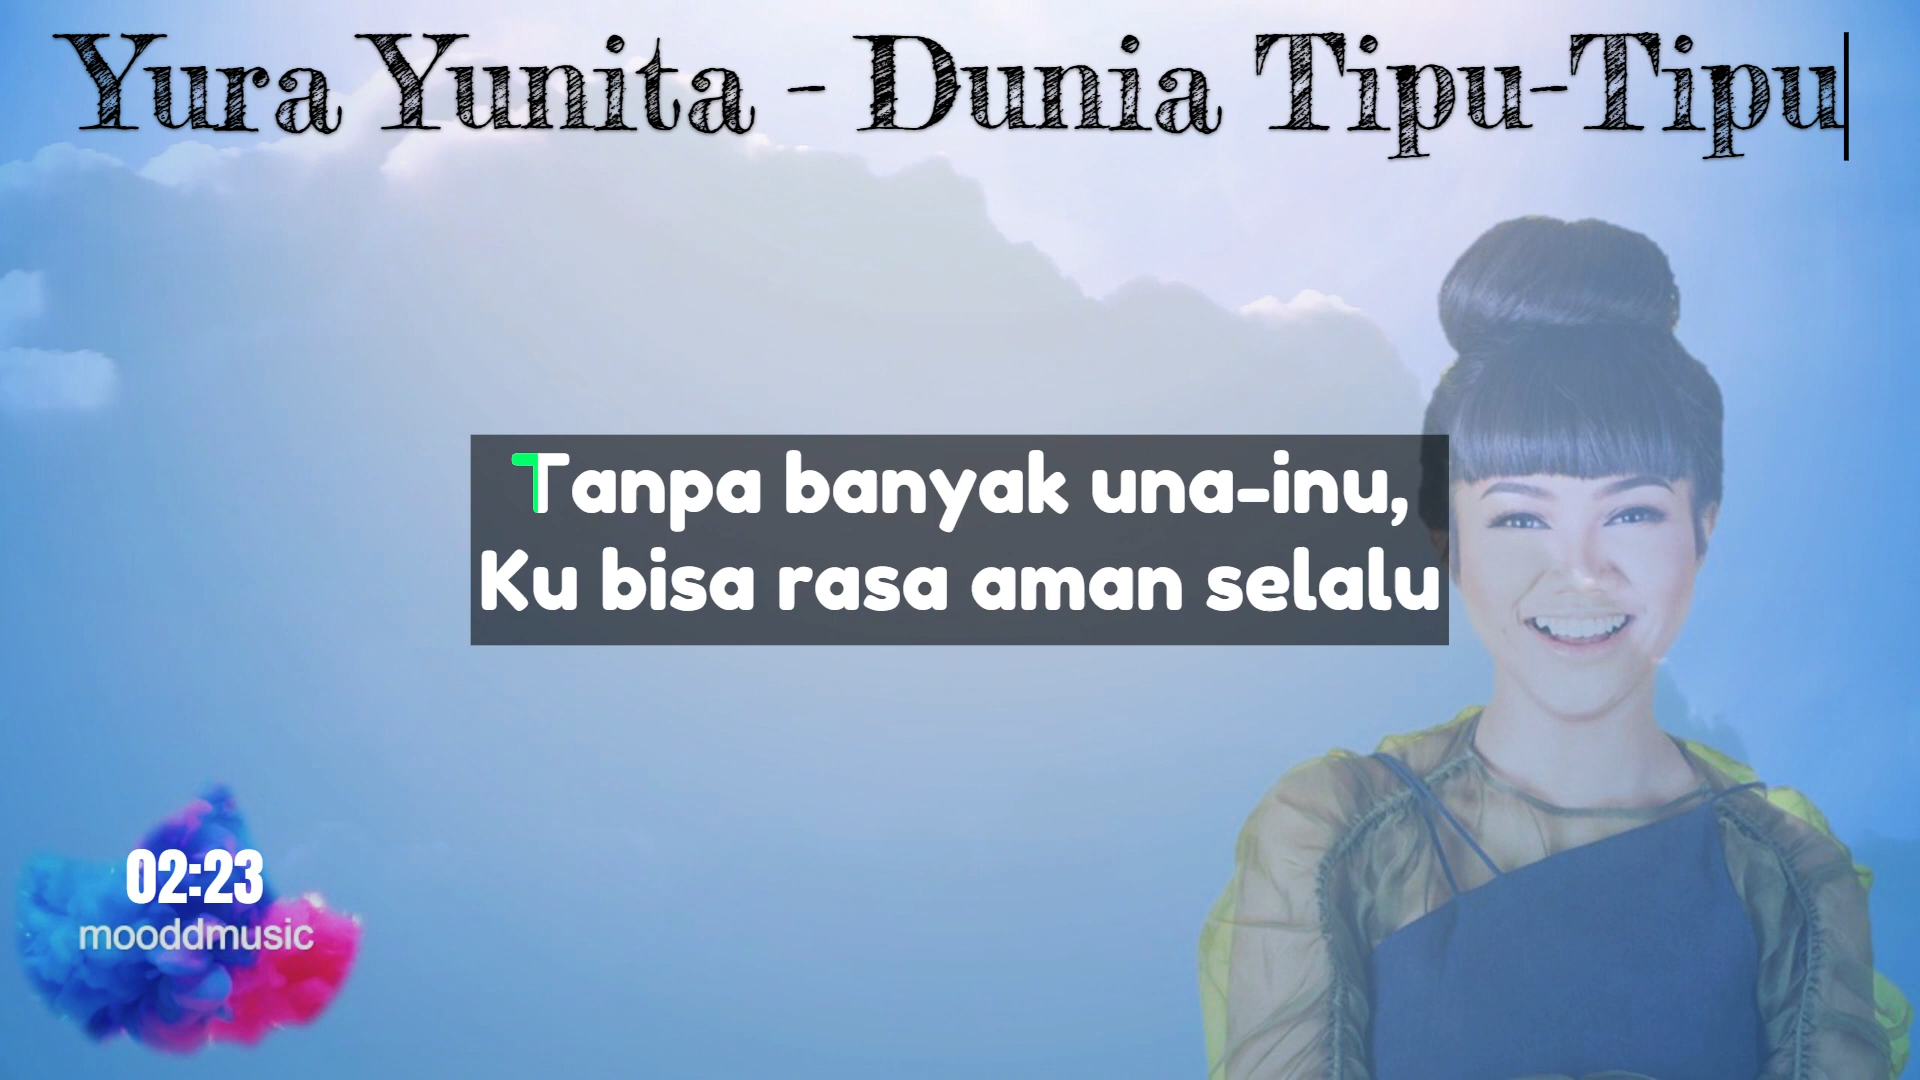 Yura Yunita - Dunia Tipu-Tipu
Tanpa banyak una-inu,
Ku bisa rasa aman selalu
02:23
mooddmusic